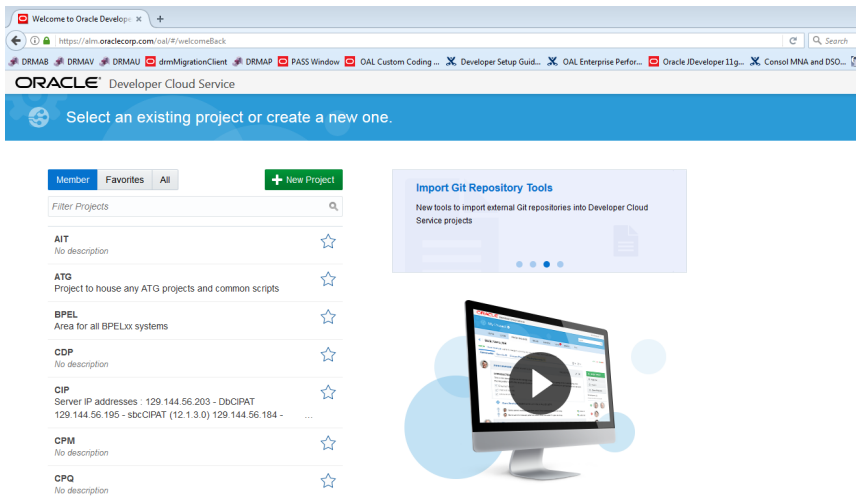 Welcome to Oracle Develope
https://alm.oraclecorp.com/oal/#/welcomeBack
Search
DRMAB DRMAV DRMAU drmMigrationClient DRMAP PASS Window OAL Custom Coding ... Developer Setup Guid... OAL Enterprise Perfor... Oracle JDeveloper 11g... Consol MNA and DSO...
ORACLE Developer Cloud Service
Select an existing project or create a new one.
Member Favorites All New Project
Filter Projects
AIT
No description
ATG
Project to house any ATG projects and common scripts
BPEL
Area for all BPELxx systems
CDP
No description
CIP
Server IP addresses : 129.144.56.203 - DbCIPAT
129.144.56.195 - sbcCIPAT (12.1.3.0) 129.144.56.184 - ...
CPM
No description
CPQ
No description
Import Git Repository Tools
New tools to import external Git repositories into Developer Cloud
Service projects